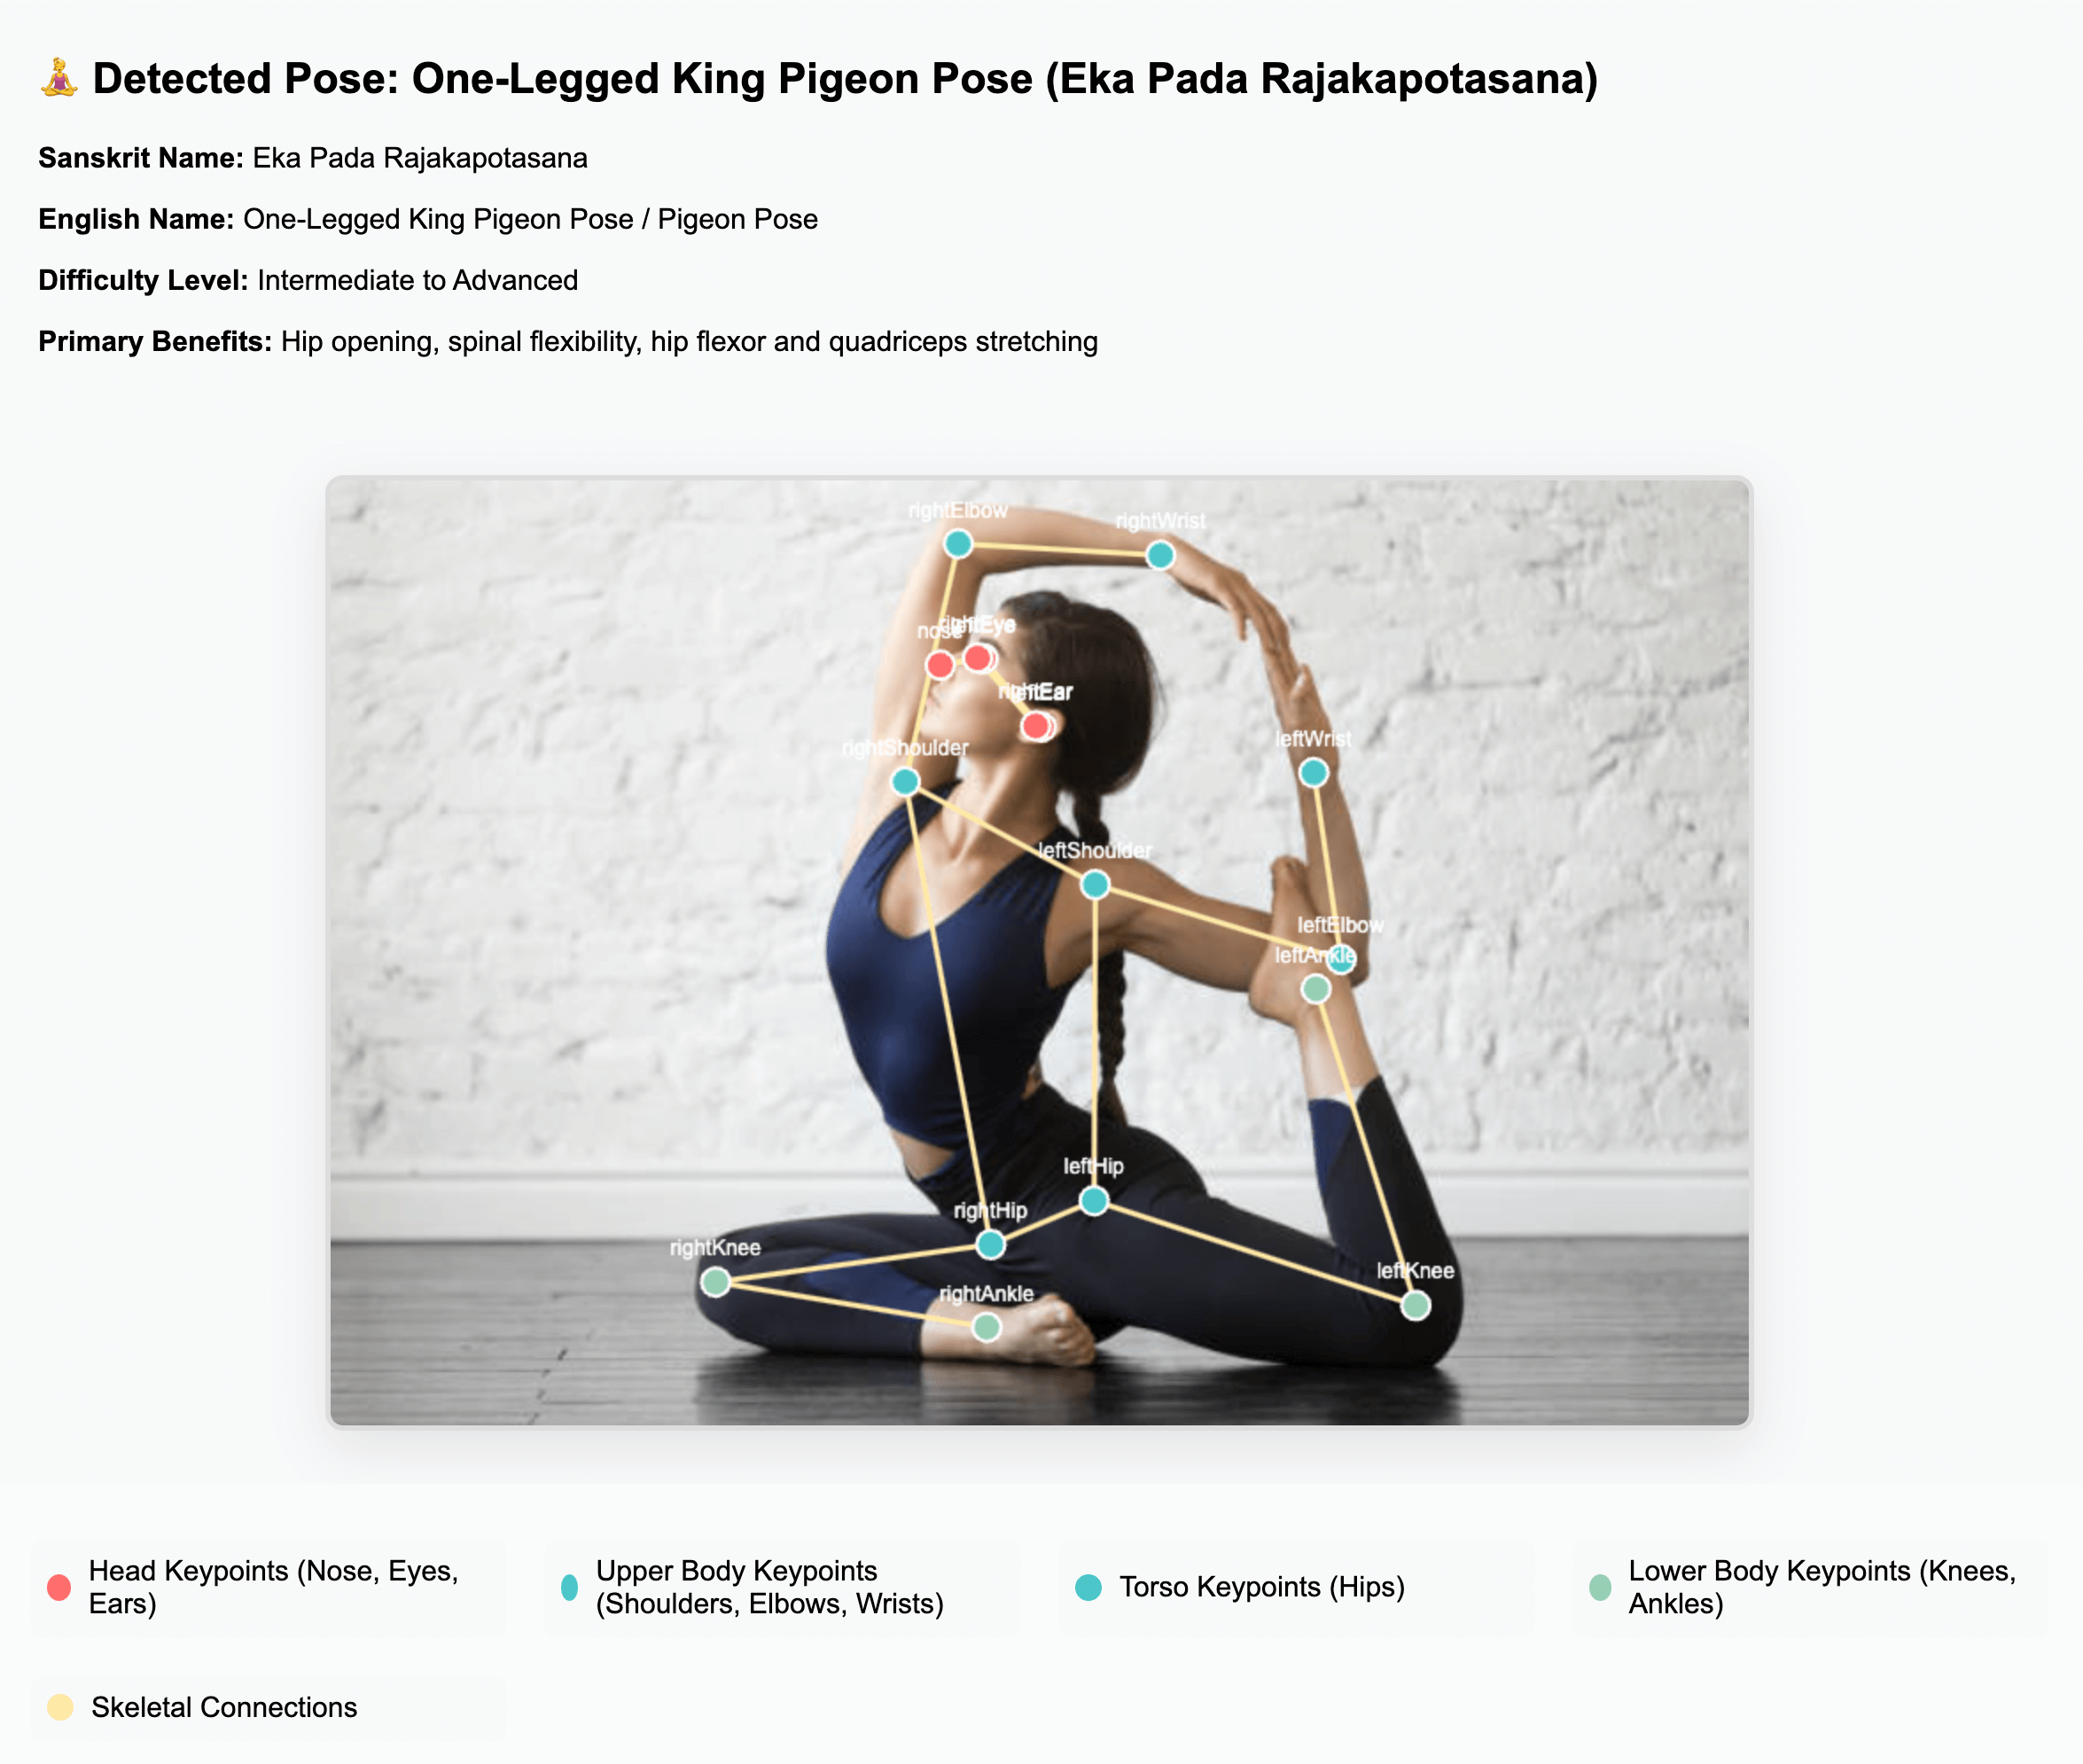 Detected Pose: One-Legged King Pigeon Pose (Eka Pada Rajakapotasana)
Sanskrit Name: Eka Pada Rajakapotasana
English Name: One-Legged King Pigeon Pose / Pigeon Pose
Difficulty Level: Intermediate to Advanced
Primary Benefits: Hip opening, spinal flexibility, hip flexor and quadriceps stretching
rightElbow
rightWrist
rightEye
nose
rightEar
leftWrist
rightShoulder
leftShoulder
leftElbow
leftAnkle
leftHip
rightHip
rightKnee
leftKnee
rightAnkle
Head Keypoints (Nose, Eyes,
Ears)
Upper Body Keypoints
(Shoulders, Elbows, Wrists)
Torso Keypoints (Hips)
Lower Body Keypoints (Knees,
Ankles)
Skeletal Connections